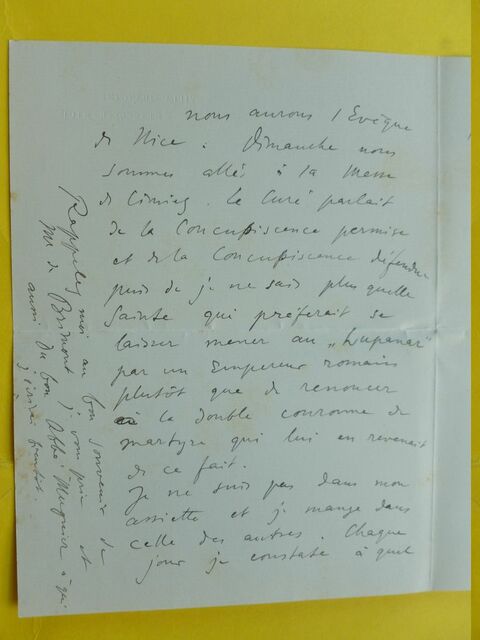 nous aurons l'Evêque
de Nice. Dimanche nous
sommes allés à la Messe
de Cimiez. Le Curé parlait
de la Concupiscence permise
et de la Concupiscence défendue
puis de je ne sais plus quelle
Sainte qui préférait se
laisser mener au „Lupanar"
par un Empereur romain
plutôt que de renoncer
à la double couronne de
martyre qui lui en revenait
de ce fait.
Je ne suis pas dans mon
assiette et je mange dans
celle des autres. Chaque
jour je constate à quel
Rappelez moi au bon souvenir de
Mme de Brimont je vous prie et
aussi du bon Abbé Mugnier à qui
j'écrirai bientôt.